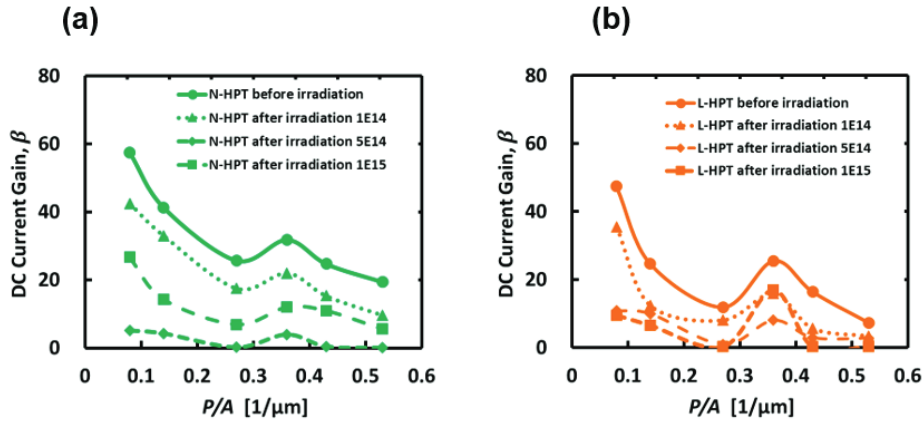 (a)
(b)
80
60
40
20
0
DC Current Gain, β
N-HPT before irradiation
N-HPT after irradiation 1E14
N-HPT after irradiation 5E14
N-HPT after irradiation 1E15
0 0.1 0.2 0.3 0.4 0.5 0.6
P/A [1/μm]
80
60
40
20
0
DC Current Gain, β
L-HPT before irradiation
L-HPT after irradiation 1E14
L-HPT after irradiation 5E14
L-HPT after irradiation 1E15
0 0.1 0.2 0.3 0.4 0.5 0.6
P/A [1/μm]